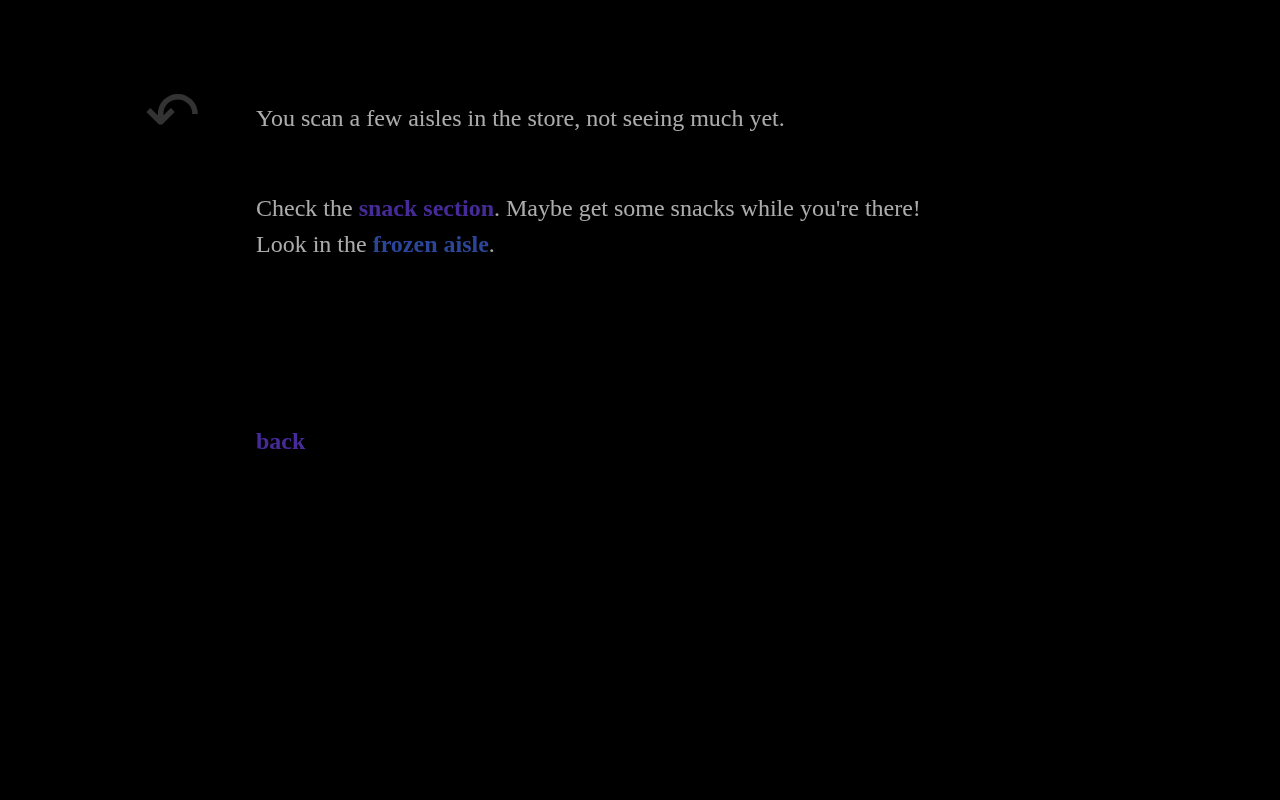 You scan a few aisles in the store, not seeing much yet.
Check the snack section. Maybe get some snacks while you're there!
Look in the frozen aisle.
back